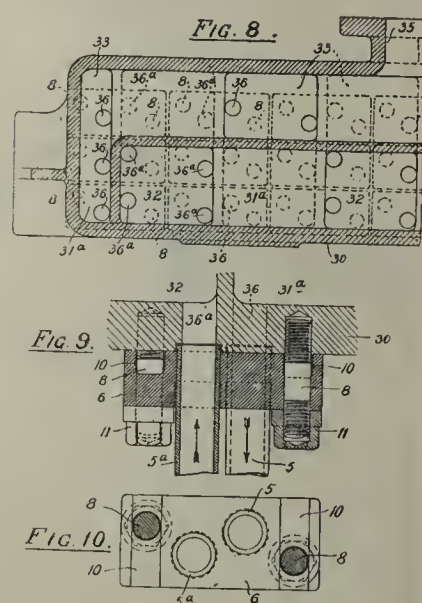 FIG. 8.
33 36.ª 36ª 36 33. 35
8. 8 8 8
36
36 36ª 36ª
36 32 36ª 31ª 32
8
31ª 36ª 8 36 30
32 36 31ª
FIG. 9. 36ª 30
10 10
8 8
6
11 11
5ª 5
5
8 10
FIG. 10.
10 8
5ª 6